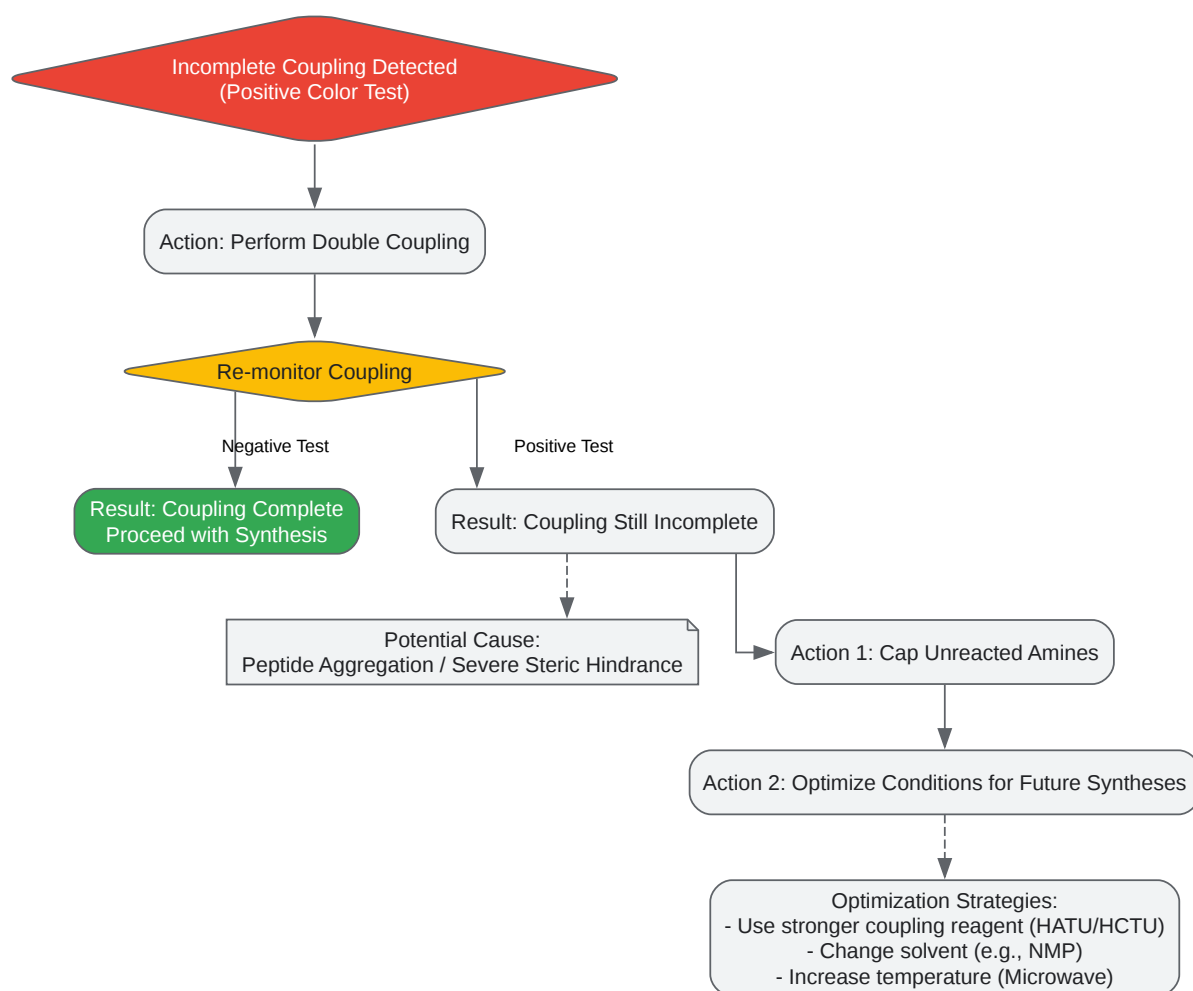 Incomplete Coupling Detected
(Positive Color Test)
Action: Perform Double Coupling
Re-monitor Coupling
Negative Test
Positive Test
Result: Coupling Complete
Proceed with Synthesis
Result: Coupling Still Incomplete
Potential Cause:
Peptide Aggregation / Severe Steric Hindrance
Action 1: Cap Unreacted Amines
Action 2: Optimize Conditions for Future Syntheses
Optimization Strategies:
- Use stronger coupling reagent (HATU/HCTU)
- Change solvent (e.g., NMP)
- Increase temperature (Microwave)